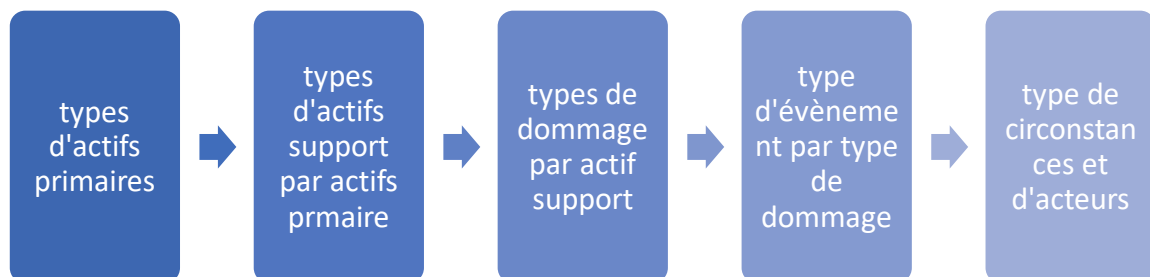 types
d'actifs
primaires
types
d'actifs
support
par actifs
prmaire
types de
dommage
par actif
support
type
d'évèneme
nt par type
de
dommage
type de
circonstan
ces et
d'acteurs